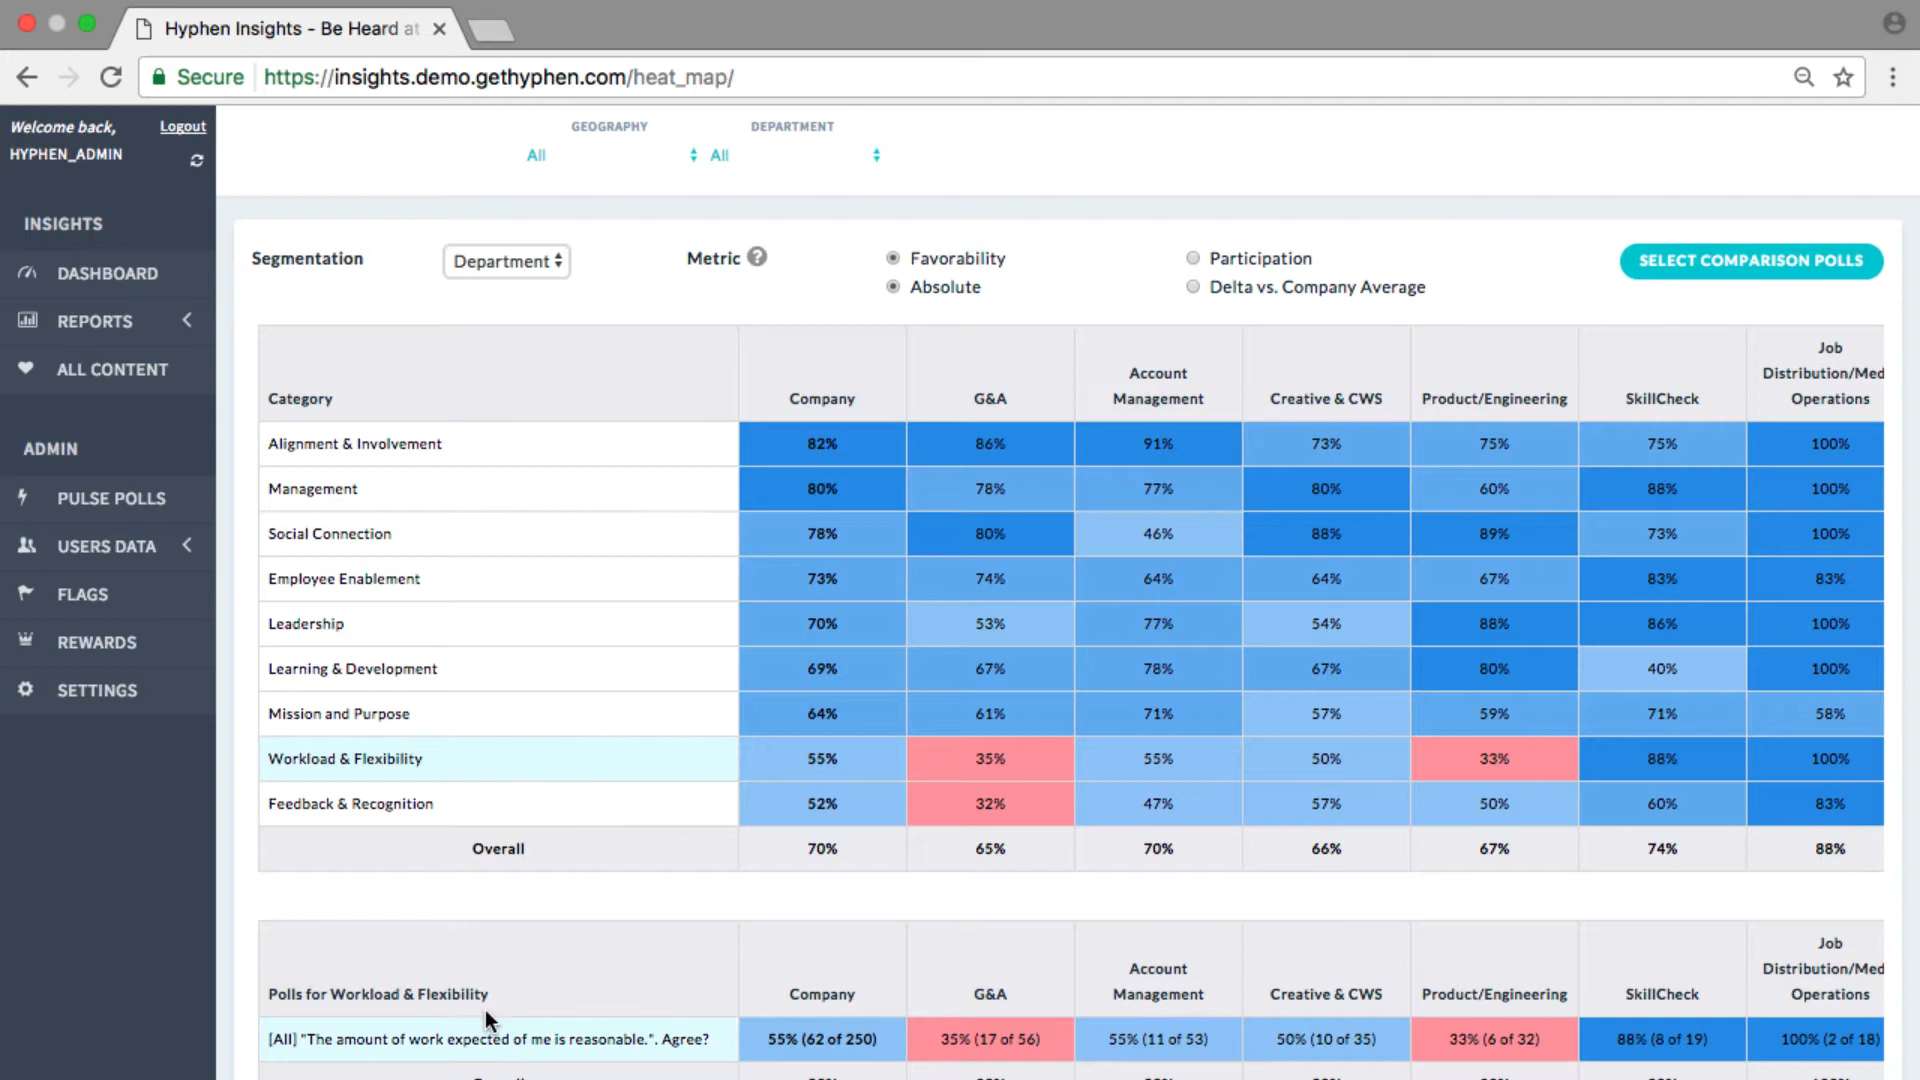 Hyphen Insights - Be Heard at
Secure https://insights.demo.gethyphen.com/heat_map/
Welcome back, Logout
HYPHEN_ADMIN
INSIGHTS
DASHBOARD
REPORTS
ALL CONTENT
ADMIN
PULSE POLLS
USERS DATA
FLAGS
REWARDS
SETTINGS
GEOGRAPHY DEPARTMENT
All All
Segmentation Department Metric ? Favorability Participation SELECT COMPARISON POLLS
Absolute Delta vs. Company Average
Category Company G&A Account Management Creative & CWS Product/Engineering SkillCheck Job Distribution/Med Operations
Alignment & Involvement 82% 86% 91% 73% 75% 75% 100%
Management 80% 78% 77% 80% 60% 88% 100%
Social Connection 78% 80% 46% 88% 89% 73% 100%
Employee Enablement 73% 74% 64% 64% 67% 83% 83%
Leadership 70% 53% 77% 54% 88% 86% 100%
Learning & Development 69% 67% 78% 67% 80% 40% 100%
Mission and Purpose 64% 61% 71% 57% 59% 71% 58%
Workload & Flexibility 55% 35% 55% 50% 33% 88% 100%
Feedback & Recognition 52% 32% 47% 57% 50% 60% 83%
Overall 70% 65% 70% 66% 67% 74% 88%
Polls for Workload & Flexibility Company G&A Account Management Creative & CWS Product/Engineering SkillCheck Job Distribution/Med Operations
[All] "The amount of work expected of me is reasonable.". Agree? 55% (62 of 250) 35% (17 of 56) 55% (11 of 53) 50% (10 of 35) 33% (6 of 32) 88% (8 of 19) 100% (2 of 18)